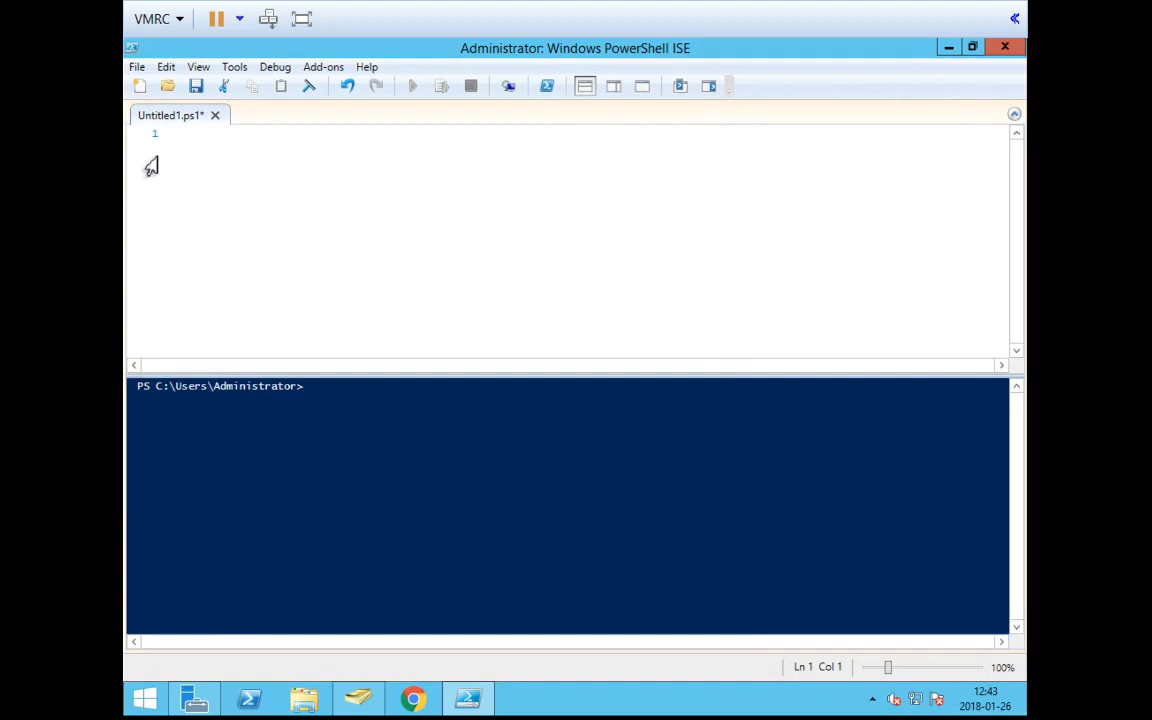 VMRC
Administrator: Windows PowerShell ISE
File Edit View Tools Debug Add-ons Help
Untitled1.ps1*
1
PS C:\Users\Administrator>
Ln 1 Col 1
100%
12:43
2018-01-26